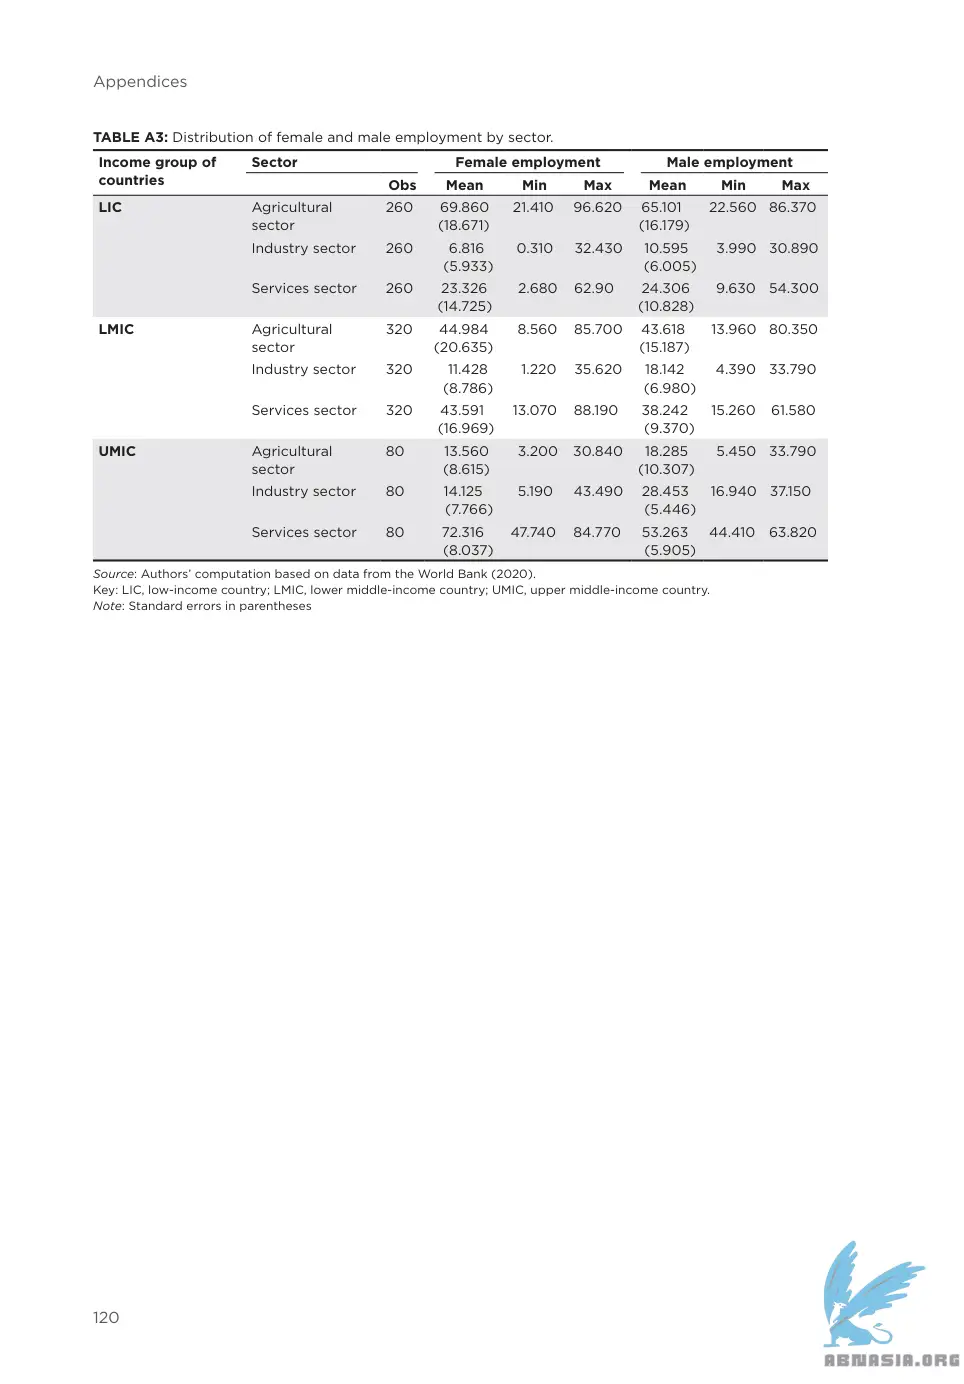 Appendices
TABLE A3: Distribution of female and male employment by sector.
Income group of countries Sector Female employment Male employment
Obs Mean Min Max Mean Min Max
LIC Agricultural 260 69.860 21.410 96.620 65.101 22.560 86.370
sector (18.671) (16.179)
Industry sector 260 6.816 0.310 32.430 10.595 3.990 30.890
(5.933) (6.005)
Services sector 260 23.326 2.680 62.90 24.306 9.630 54.300
(14.725) (10.828)
LMIC Agricultural 320 44.984 8.560 85.700 43.618 13.960 80.350
sector (20.635) (15.187)
Industry sector 320 11.428 1.220 35.620 18.142 4.390 33.790
(8.786) (6.980)
Services sector 320 43.591 13.070 88.190 38.242 15.260 61.580
(16.969) (9.370)
UMIC Agricultural 80 13.560 3.200 30.840 18.285 5.450 33.790
sector (8.615) (10.307)
Industry sector 80 14.125 5.190 43.490 28.453 16.940 37.150
(7.766) (5.446)
Services sector 80 72.316 47.740 84.770 53.263 44.410 63.820
(8.037) (5.905)
Source: Authors’ computation based on data from the World Bank (2020).
Key: LIC, low-income country; LMIC, lower middle-income country; UMIC, upper middle-income country.
Note: Standard errors in parentheses
120
ABNASIA.ORG